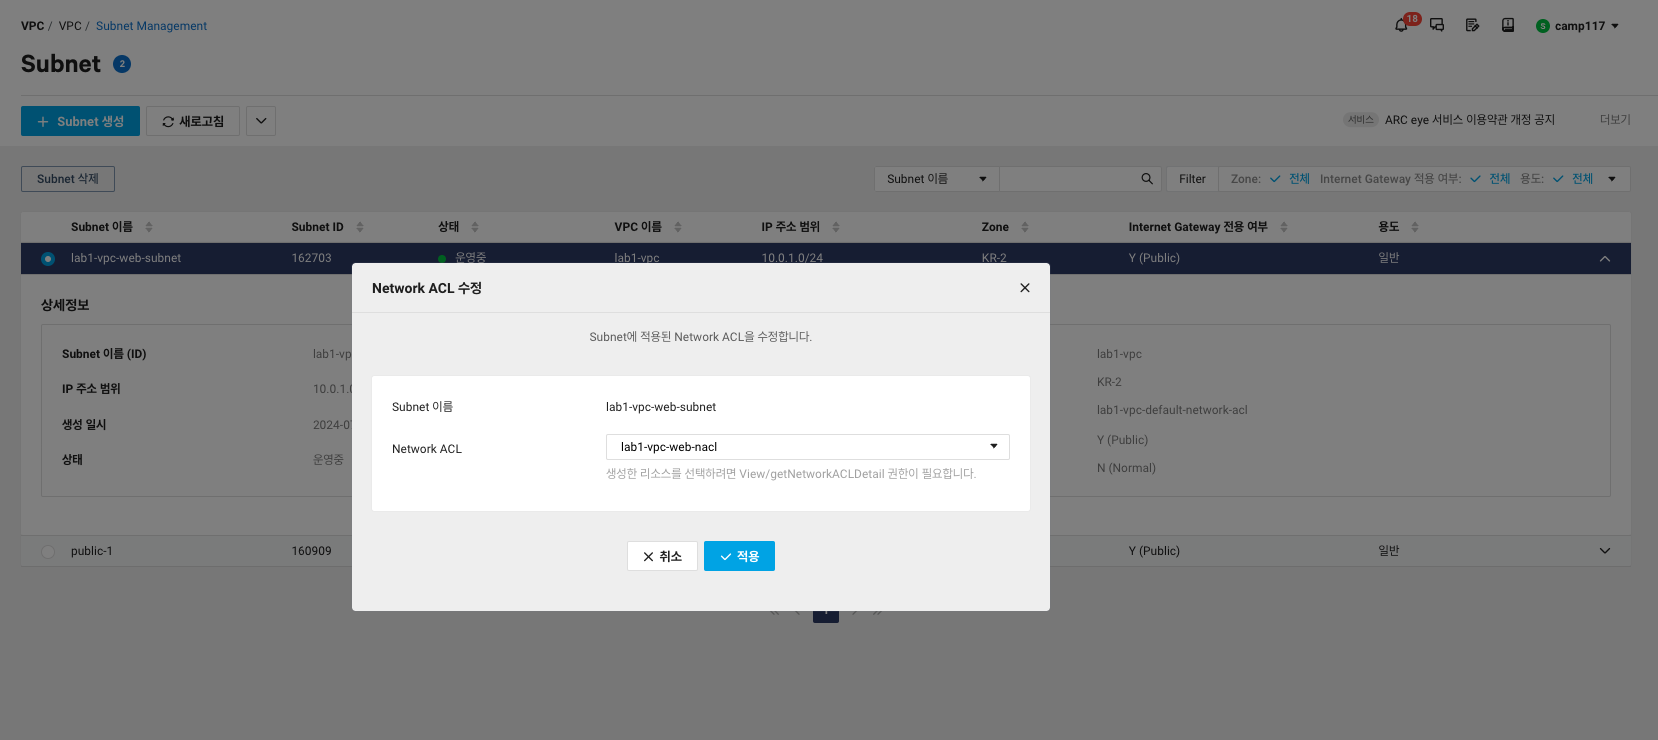 VPC / VPC / Subnet Management
18
S camp117
Subnet 2
+ Subnet 생성 새로고침
서비스 ARC eye 서비스 이용약관 개정 공지 더보기
Subnet 삭제 Subnet 이름 Filter Zone: 전체 Internet Gateway 적용 여부: 전체 용도: 전체
Subnet 이름 Subnet ID 상태 VPC 이름 IP 주소 범위 Zone Internet Gateway 전용 여부 용도
lab1-vpc-web-subnet 162703 운영중 lab1-vpc 10.0.1.0/24 KR-2 Y (Public) 일반
Network ACL 수정
상세정보
Subnet에 적용된 Network ACL을 수정합니다.
Subnet 이름 (ID) lab1-vp lab1-vpc
IP 주소 범위 10.0.1.0 KR-2
Subnet 이름 lab1-vpc-web-subnet
lab1-vpc-default-network-acl
생성 일시 2024-07
Y (Public)
Network ACL lab1-vpc-web-nacl
상태 운영중 N (Normal)
생성한 리소스를 선택하려면 View/getNetworkACLDetail 권한이 필요합니다.
public-1 160909 Y (Public) 일반
취소 적용